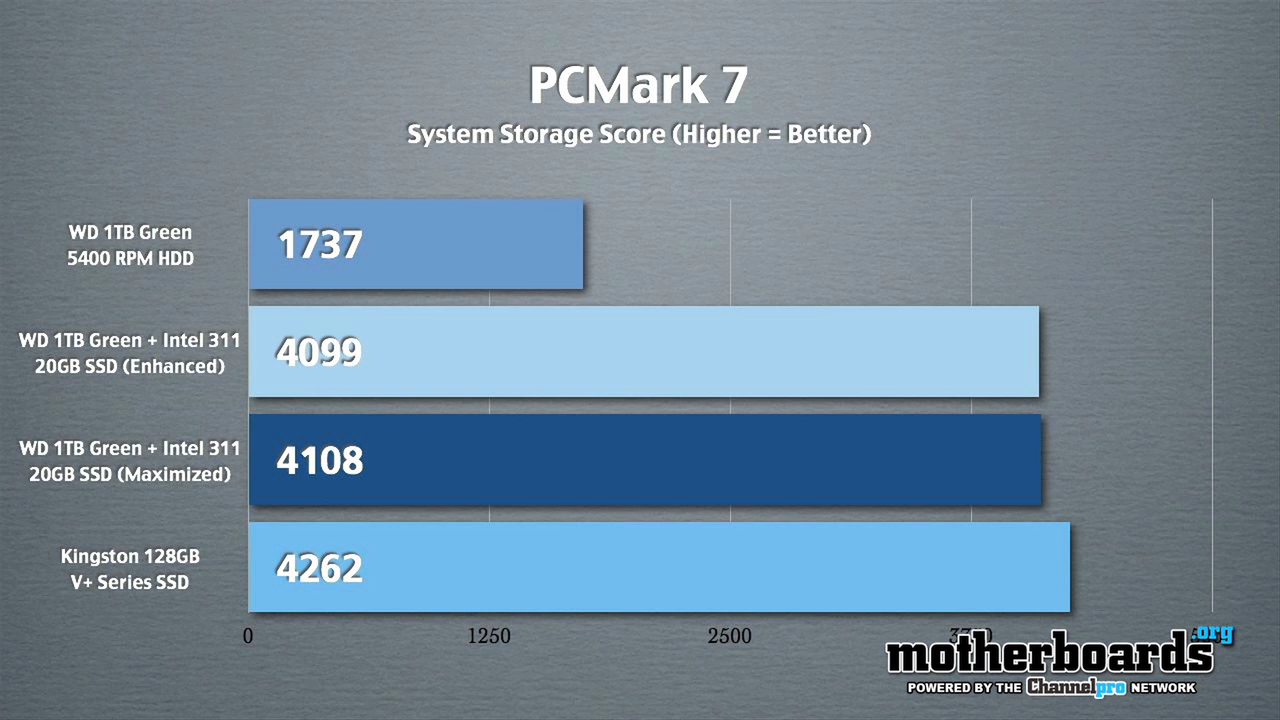 PCMark 7
System Storage Score (Higher = Better)
WD 1TB Green
5400 RPM HDD
1737
WD 1TB Green + Intel 311
20GB SSD (Enhanced)
4099
WD 1TB Green + Intel 311
20GB SSD (Maximized)
4108
Kingston 128GB
V+ Series SSD
4262
0 1250 2500
motherboards.org
POWERED BY THE Channelpro NETWORK